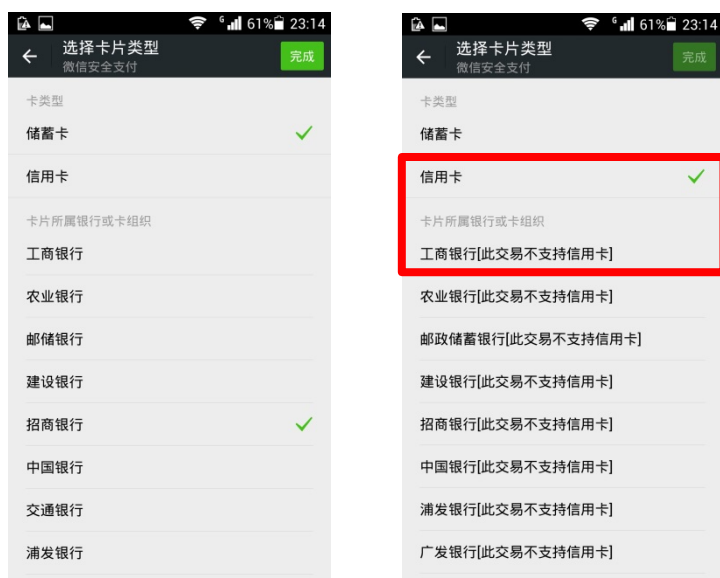 61% 23:14
选择卡片类型
微信安全支付
完成
卡类型
储蓄卡
信用卡
卡片所属银行或卡组织
工商银行
农业银行
邮储银行
建设银行
招商银行
中国银行
交通银行
浦发银行
61% 23:14
选择卡片类型
微信安全支付
完成
卡类型
储蓄卡
信用卡
卡片所属银行或卡组织
工商银行[此交易不支持信用卡]
农业银行[此交易不支持信用卡]
邮政储蓄银行[此交易不支持信用卡]
建设银行[此交易不支持信用卡]
招商银行[此交易不支持信用卡]
中国银行[此交易不支持信用卡]
浦发银行[此交易不支持信用卡]
广发银行[此交易不支持信用卡]